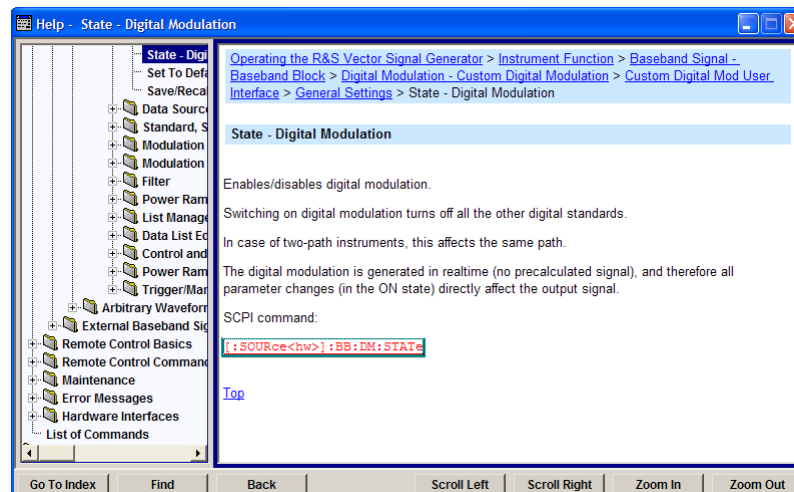 Help - State - Digital Modulation
State - Digi
Set To Defa
Save/Recal
Data Source
Standard, S
Modulation
Modulation
Filter
Power Ram
List Manage
Data List Ed
Control and
Power Ram
Trigger/Mar
Arbitrary Waveform
External Baseband Sig
Remote Control Basics
Remote Control Command
Maintenance
Error Messages
Hardware Interfaces
List of Commands
Operating the R&S Vector Signal Generator > Instrument Function > Baseband Signal -
Baseband Block > Digital Modulation - Custom Digital Modulation > Custom Digital Mod User
Interface > General Settings > State - Digital Modulation
State - Digital Modulation
Enables/disables digital modulation.
Switching on digital modulation turns off all the other digital standards.
In case of two-path instruments, this affects the same path.
The digital modulation is generated in realtime (no precalculated signal), and therefore all
parameter changes (in the ON state) directly affect the output signal.
SCPI command:
[:SOURce<hw>]:BB:DM:STATe
Top
Go To Index
Find
Back
Scroll Left
Scroll Right
Zoom In
Zoom Out